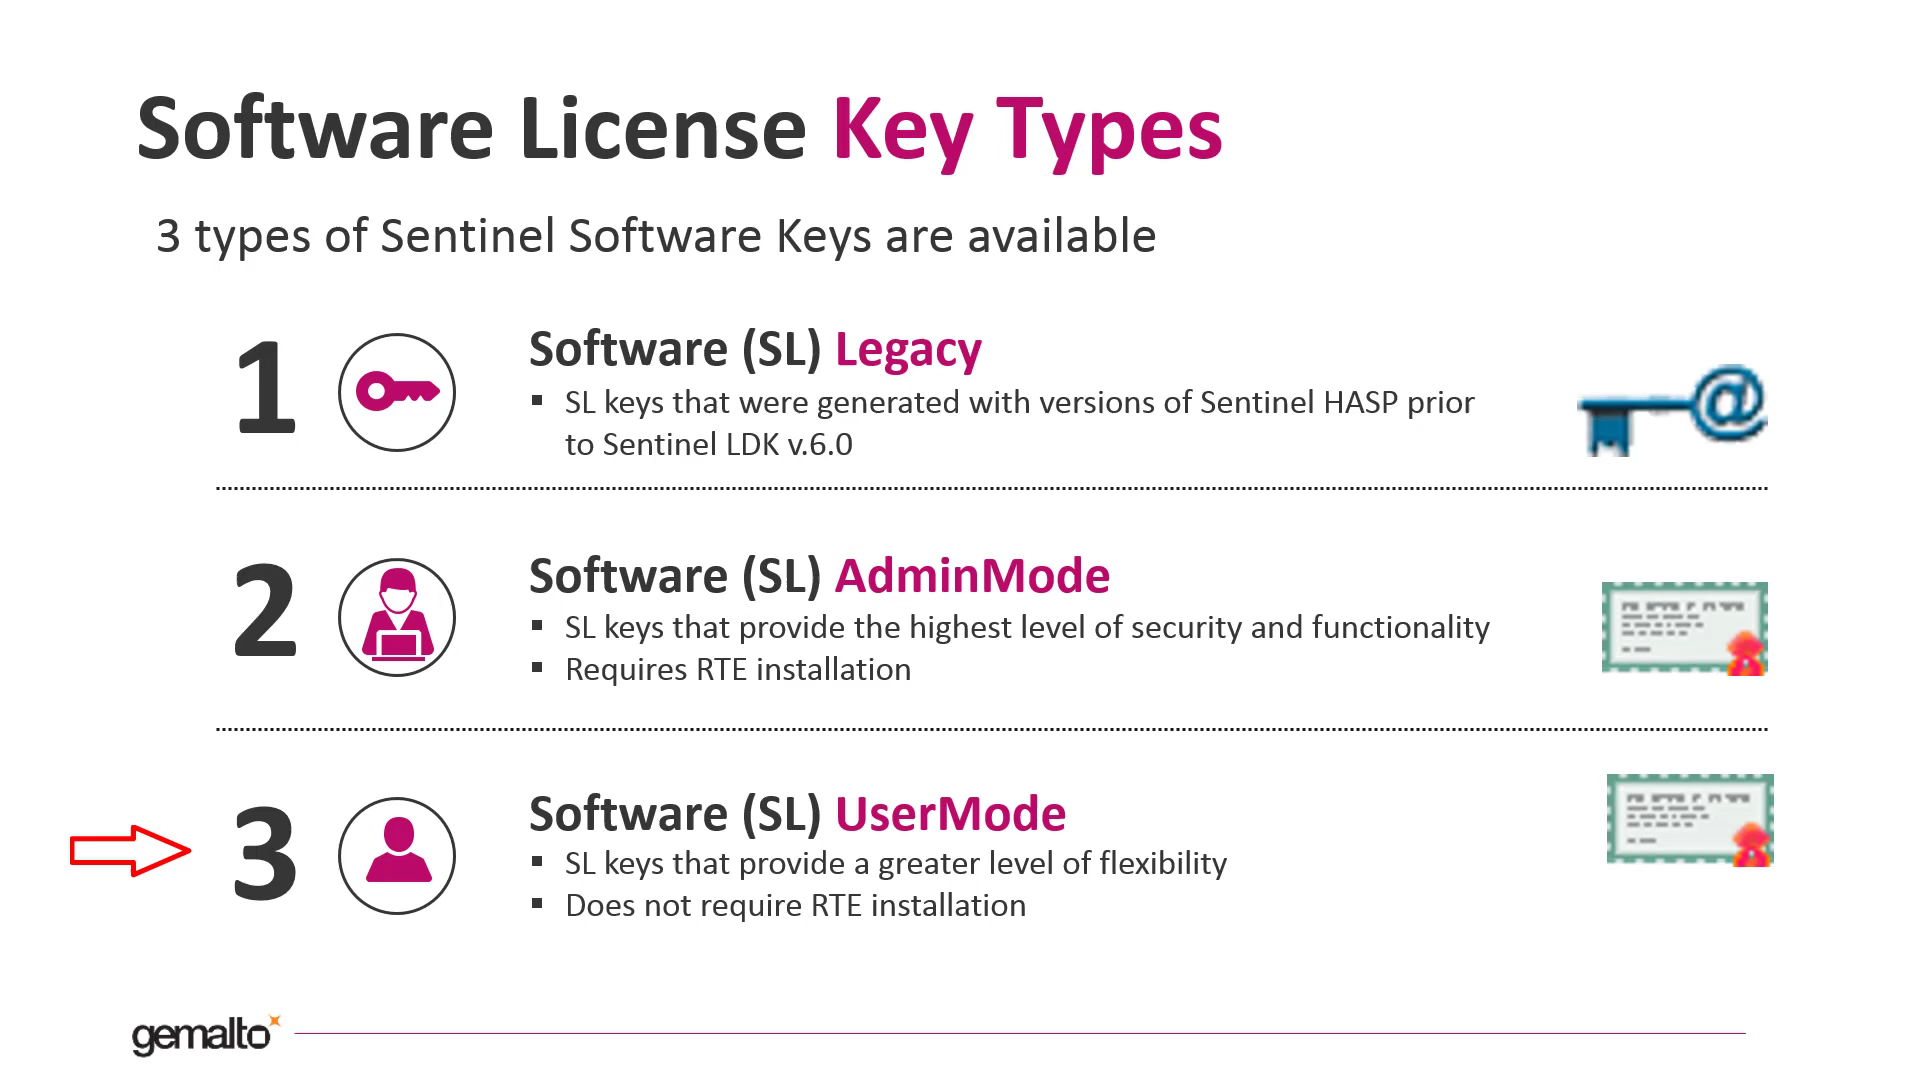 Software License Key Types
3 types of Sentinel Software Keys are available
1
Software (SL) Legacy
▪ SL keys that were generated with versions of Sentinel HASP prior
to Sentinel LDK v.6.0
2
Software (SL) AdminMode
▪ SL keys that provide the highest level of security and functionality
▪ Requires RTE installation
3
Software (SL) UserMode
▪ SL keys that provide a greater level of flexibility
▪ Does not require RTE installation
gemalto